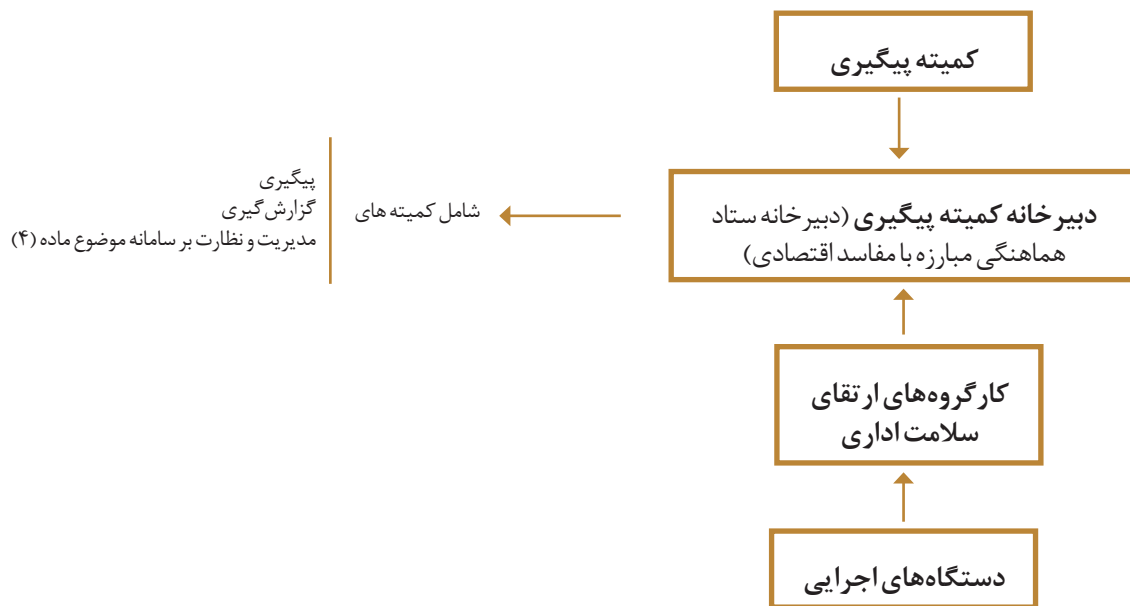 کمیته پیگیری
دبیرخانه کمیته پیگیری (دبیرخانه ستاد
هماهنگی مبارزه با مفاسد اقتصادی)
شامل کمیته های
پیگیری
گزارش‌گیری
مدیریت و نظارت بر سامانه موضوع ماده (۴)
کارگروه‌های ارتقای
سلامت اداری
دستگاه‌های اجرایی